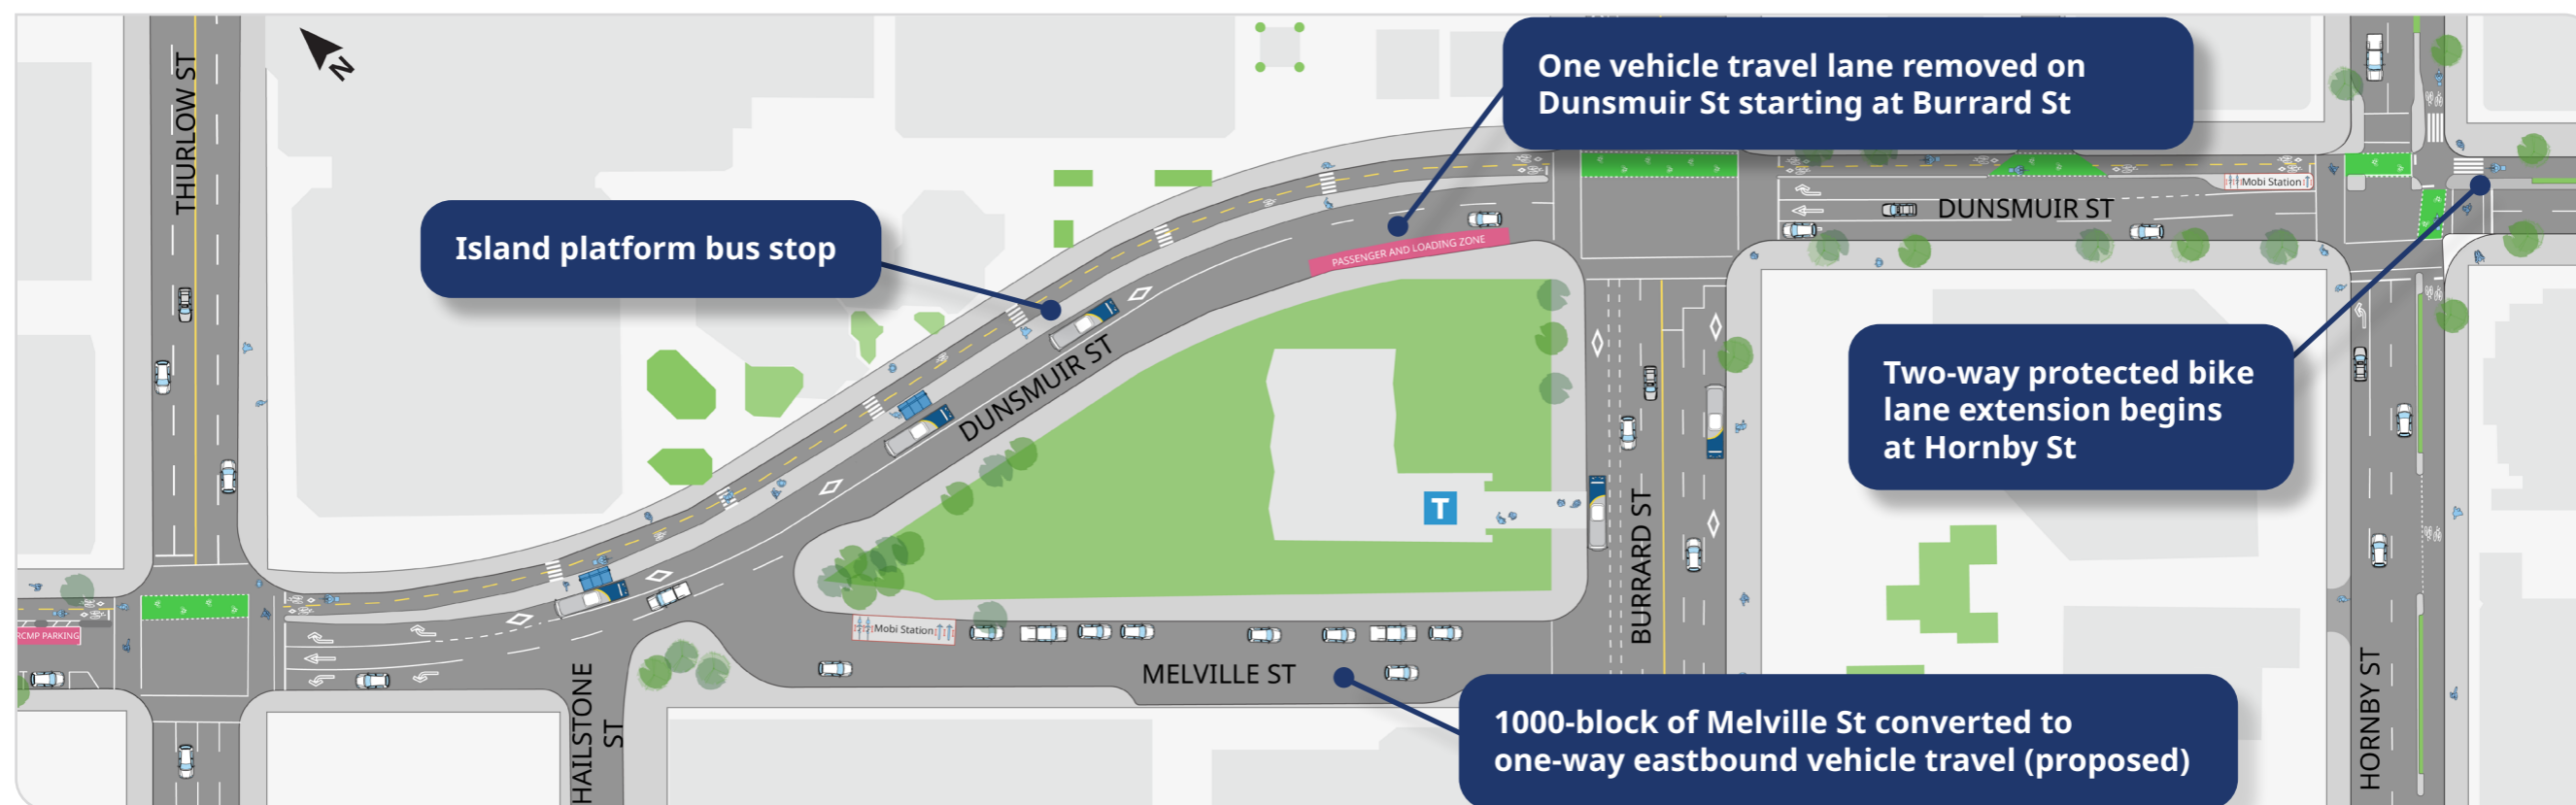 THURLOW ST
N
One vehicle travel lane removed on
Dunsmuir St starting at Burrard St
Island platform bus stop
PASSENGER AND LOADING ZONE
Mobi Station
DUNSMUIR ST
DUNSMUIR ST
Two-way protected bike
lane extension begins
at Hornby St
T
BURRARD ST
RCMP PARKING
Mobi Station
MELVILLE ST
HAILSTONE
ST
1000-block of Melville St converted to
one-way eastbound vehicle travel (proposed)
HORNBY ST